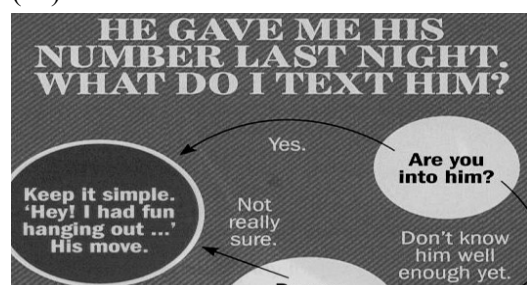 HE GAVE ME HIS
NUMBER LAST NIGHT.
WHAT DO I TEXT HIM?
Yes.
Are you
into him?
Keep it simple.
‘Hey! I had fun
hanging out ...’
His move.
Not
really
sure.
Don't know
him well
enough yet.